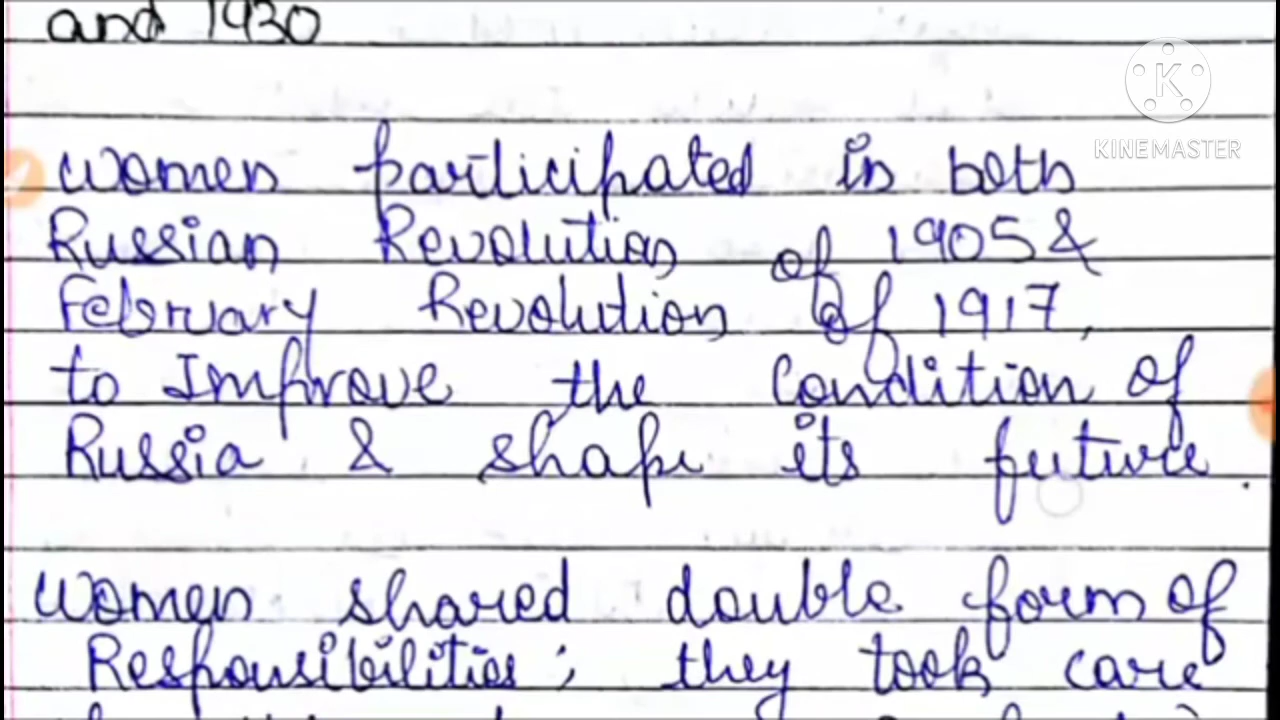 and 1930
K
KINEMASTER
women participated in both
Russian Revolution of 1905 &
February Revolution of 1917,
to Improve the condition of
Russia & shape its future.
women shared double form of
Responsibilities; they took care